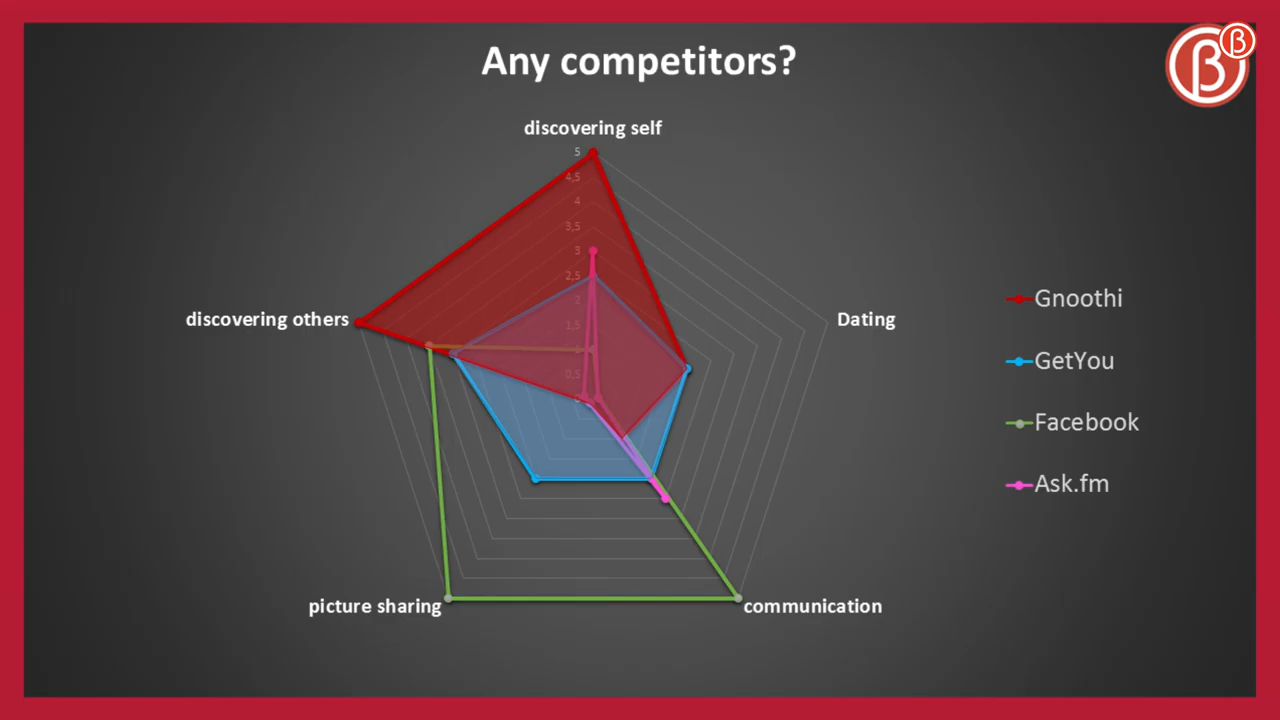 Any competitors?
β
β
discovering self
5
4,5
4
3,5
3
2,5
2
1,5
1
0,5
0
discovering others
Dating
picture sharing
communication
Gnoothi
GetYou
Facebook
Ask.fm